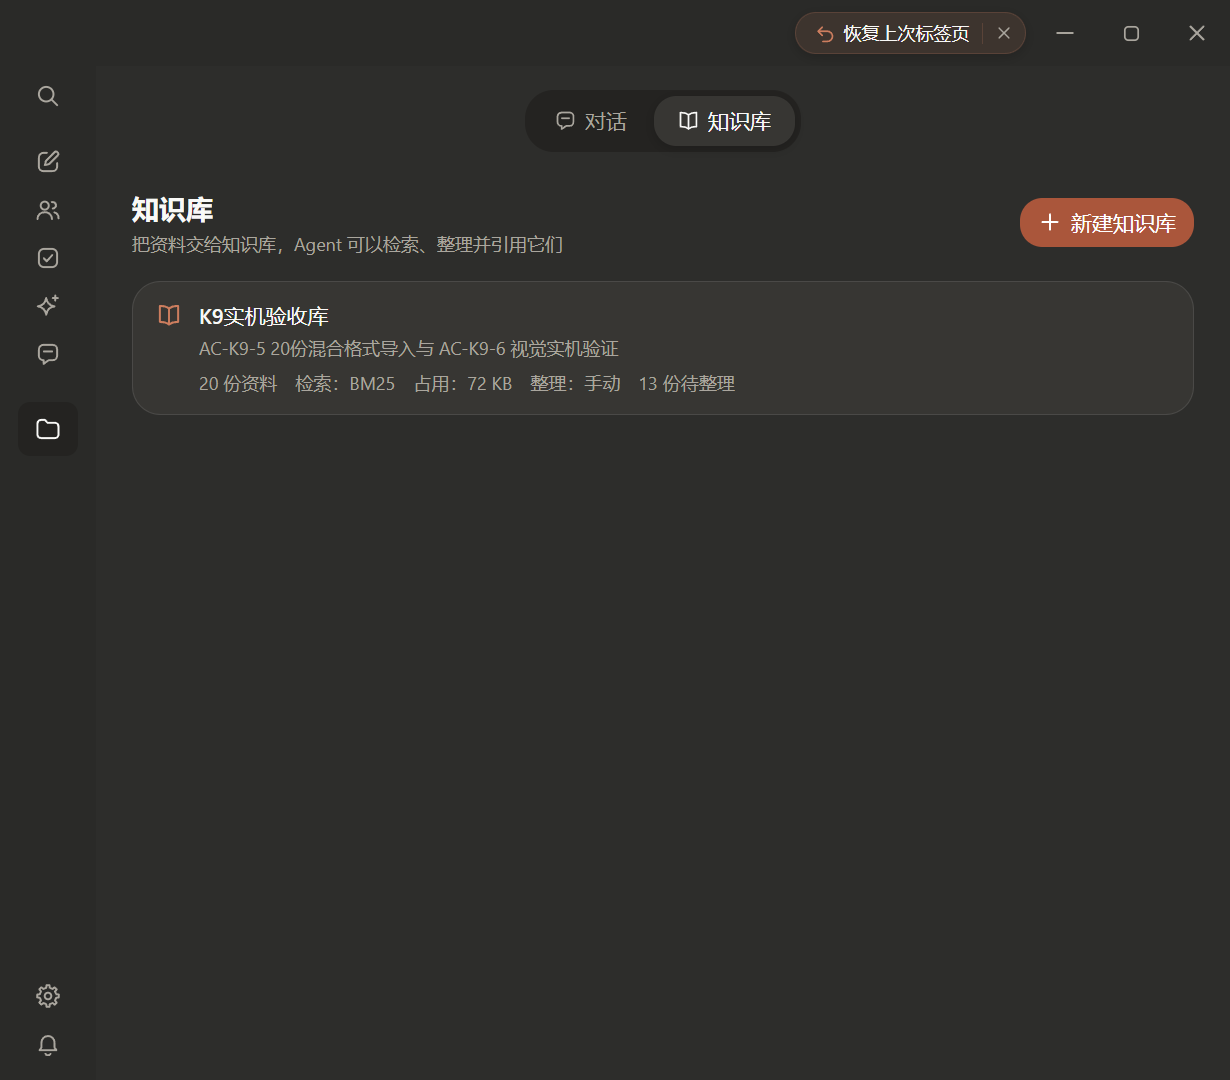 恢复上次标签页
对话
知识库
知识库
把资料交给知识库，Agent 可以检索、整理并引用它们
新建知识库
K9实机验收库
AC-K9-5 20份混合格式导入与 AC-K9-6 视觉实机验证
20 份资料 检索：BM25 占用：72 KB 整理：手动 13 份待整理